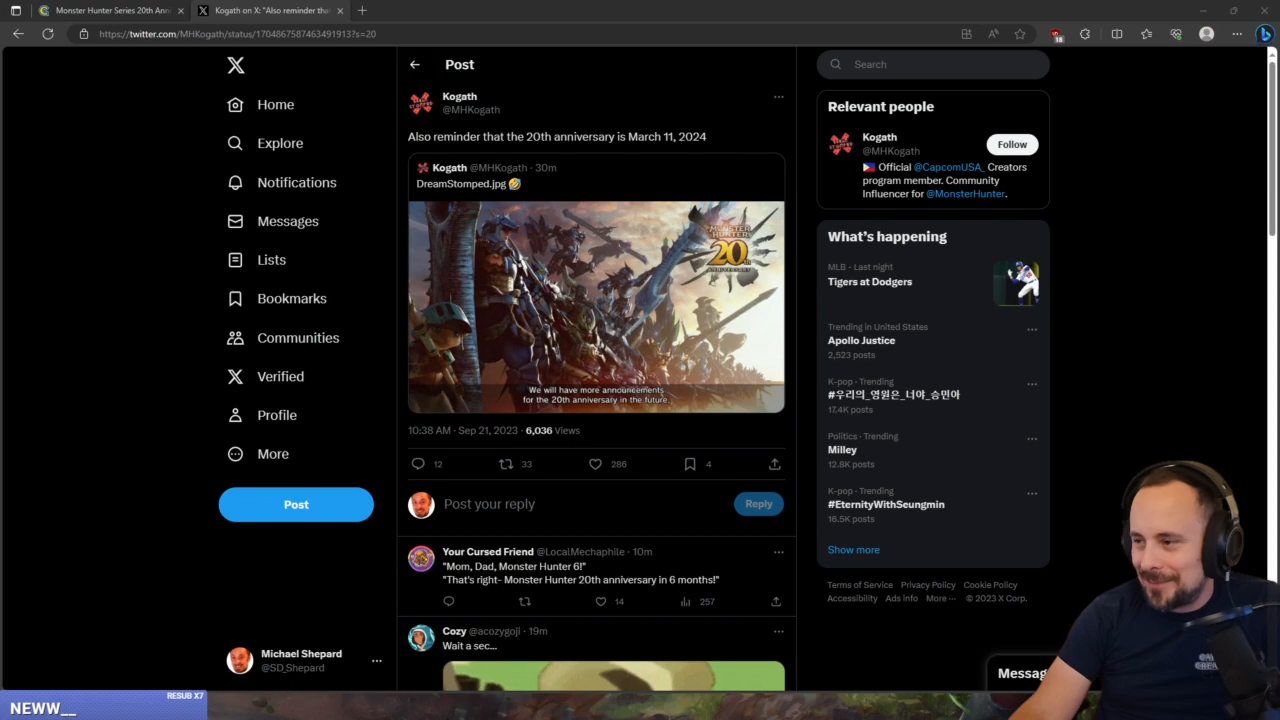 Monster Hunter Series 20th Ann
Kogath on X: "Also reminder tha
https://twitter.com/MHKogath/status/1704867587463491913?s=20
18
Home
Explore
Notifications
Messages
Lists
Bookmarks
Communities
Verified
Profile
More
Post
Michael Shepard
@SD_Shepard
Post
Kogath
@MHKogath
Also reminder that the 20th anniversary is March 11, 2024
Kogath @MHKogath · 30m
DreamStomped.jpg 🤣
MONSTER
HUNTER
20th
ANNIVERSARY
We will have more announcements
for the 20th anniversary in the future.
10:38 AM · Sep 21, 2023 · 6,036 Views
12 33 286 4
Post your reply
Reply
Your Cursed Friend @LocalMechaphile · 10m
"Mom, Dad, Monster Hunter 6!"
"That's right- Monster Hunter 20th anniversary in 6 months!"
14 257
Cozy @acozygoji · 19m
Wait a sec...
Search
Relevant people
Kogath
@MHKogath
Follow
🇵🇭 Official @CapcomUSA_ Creators
program member. Community
Influencer for @MonsterHunter.
What's happening
MLB · Last night
Tigers at Dodgers
Trending in United States
Apollo Justice
2,523 posts
K-pop · Trending
#우리의_영원은_너야_승민아
17.4K posts
Politics · Trending
Milley
12.8K posts
K-pop · Trending
#EternityWithSeungmin
16.5K posts
Show more
Terms of Service Privacy Policy Cookie Policy
Accessibility Ads info More ··· © 2023 X Corp.
Messag
RESUB X7
NEWW__